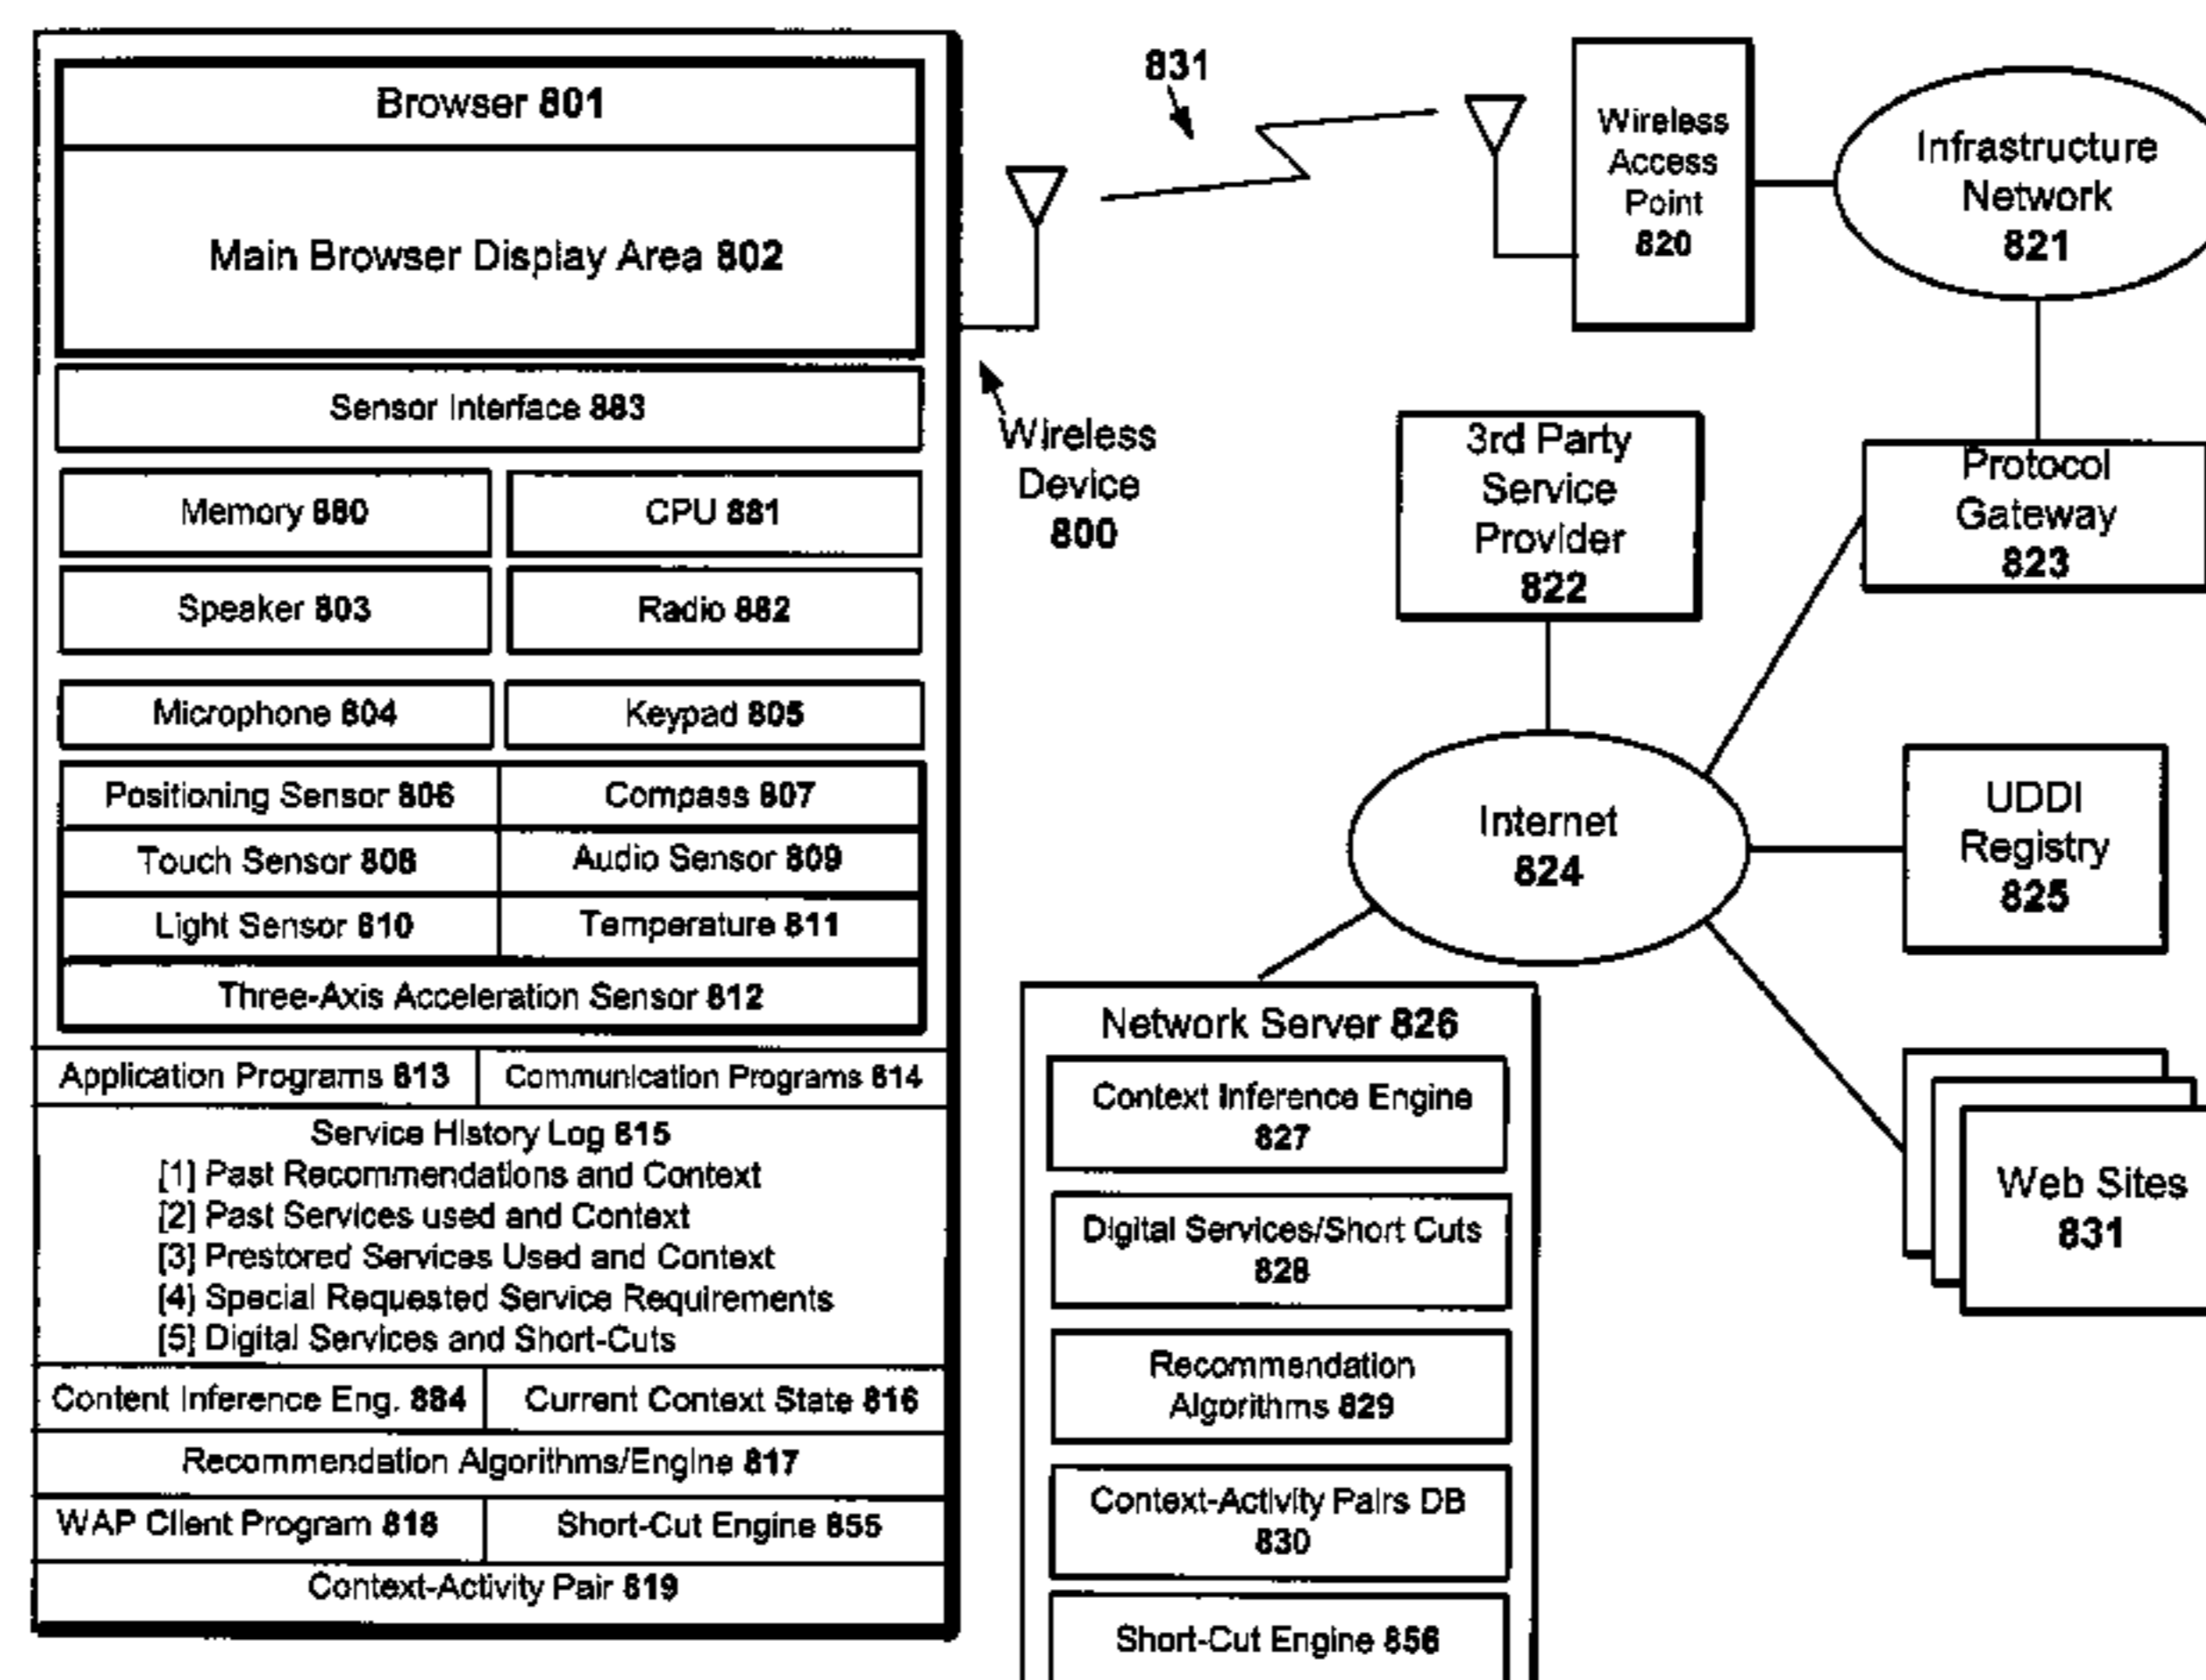 Browser 801
Main Browser Display Area 802
Sensor Interface 883
Memory 880
CPU 881
Speaker 803
Radio 882
Microphone 804
Keypad 805
Positioning Sensor 806
Compass 807
Touch Sensor 808
Audio Sensor 809
Light Sensor 810
Temperature 811
Three-Axis Acceleration Sensor 812
Application Programs 813
Communication Programs 814
Service History Log 815
[1] Past Recommendations and Context
[2] Past Services used and Context
[3] Prestored Services Used and Context
[4] Special Requested Service Requirements
[5] Digital Services and Short-Cuts
Content Inference Eng. 884
Current Context State 816
Recommendation Algorithms/Engine 817
WAP Client Program 818
Short-Cut Engine 855
Context-Activity Pair 819
831
Wireless
Device
800
Wireless
Access
Point
820
Infrastructure
Network
821
3rd Party
Service
Provider
822
Protocol
Gateway
823
Internet
824
UDDI
Registry
825
Web Sites
831
Network Server 826
Context Inference Engine
827
Digital Services/Short Cuts
828
Recommendation
Algorithms 829
Context-Activity Pairs DB
830
Short-Cut Engine 856